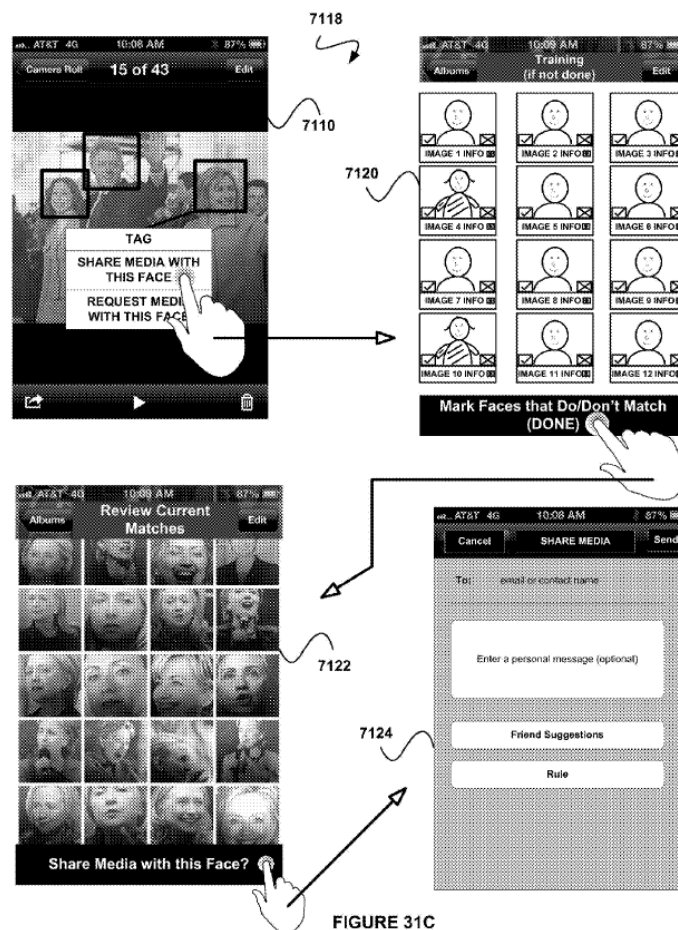 7118
AT&T 4G 10:08 AM 87%
Camera Roll 15 of 43 Edit
7110
TAG
SHARE MEDIA WITH
THIS FACE
REQUEST MEDIA
WITH THIS FACE
AT&T 4G 10:09 AM 87%
Training
Albums (if not done) Edit
7120
IMAGE 1 INFO IMAGE 2 INFO IMAGE 3 INFO
IMAGE 4 INFO IMAGE 5 INFO IMAGE 6 INFO
IMAGE 7 INFO IMAGE 8 INFO IMAGE 9 INFO
IMAGE 10 INFO IMAGE 11 INFO IMAGE 12 INFO
Mark Faces that Do/Don't Match
(DONE)
AT&T 4G 10:09 AM 87%
Review Current
Albums Matches Edit
7122
Share Media with this Face?
AT&T 4G 10:08 AM 87%
Cancel SHARE MEDIA Send
To: email or contact name
Enter a personal message (optional)
7124
Friend Suggestions
Rule
FIGURE 31C